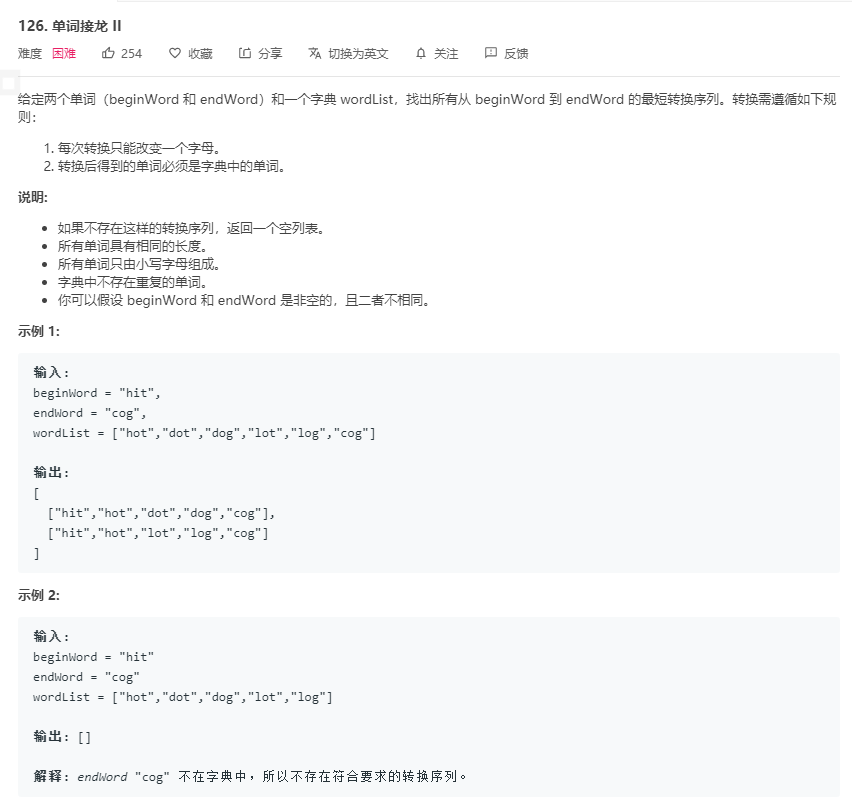 126. 单词接龙 II
难度 困难 254 收藏 分享 切换为英文 关注 反馈
给定两个单词（beginWord 和 endWord）和一个字典 wordList，找出所有从 beginWord 到 endWord 的最短转换序列。转换需遵循如下规
则：
1. 每次转换只能改变一个字母。
2. 转换后得到的单词必须是字典中的单词。
说明:
• 如果不存在这样的转换序列，返回一个空列表。
• 所有单词具有相同的长度。
• 所有单词只由小写字母组成。
• 字典中不存在重复的单词。
• 你可以假设 beginWord 和 endWord 是非空的，且二者不相同。
示例 1:
输入:
beginWord = "hit",
endWord = "cog",
wordList = ["hot","dot","dog","lot","log","cog"]
输出:
[
["hit","hot","dot","dog","cog"],
["hit","hot","lot","log","cog"]
]
示例 2:
输入:
beginWord = "hit"
endWord = "cog"
wordList = ["hot","dot","dog","lot","log"]
输出: []
解释: endWord "cog" 不在字典中，所以不存在符合要求的转换序列。